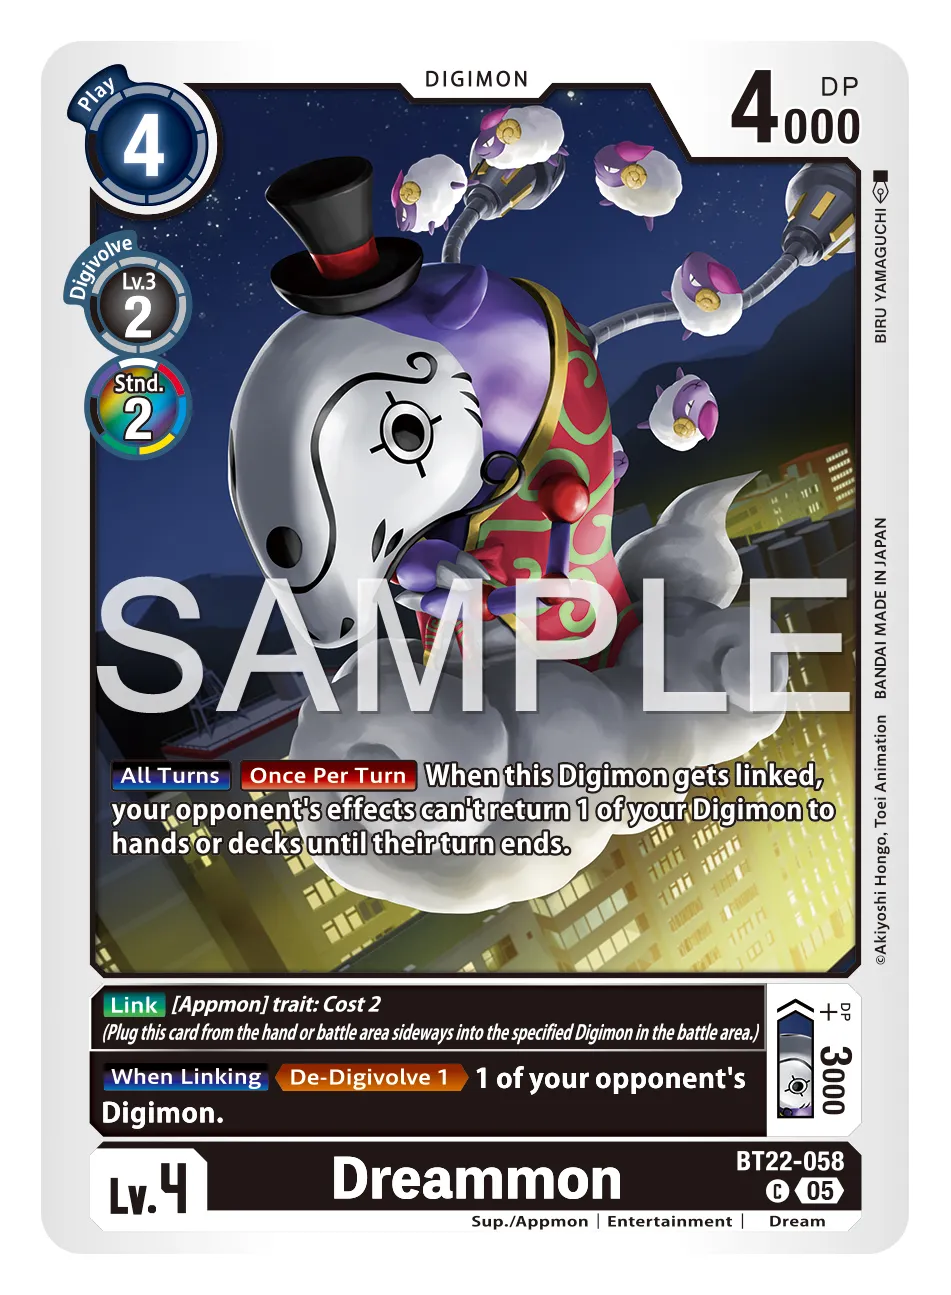 DIGIMON
Play
4
DP
4000
Digivolve
Lv.3
2
Stnd.
2
BIRU YAMAGUCHI
BANDAI MADE IN JAPAN
©Akiyoshi Hongo, Toei Animation
SAMPLE
All Turns Once Per Turn When this Digimon gets linked,
your opponent's effects can't return 1 of your Digimon to
hands or decks until their turn ends.
Link [Appmon] trait: Cost 2
(Plug this card from the hand or battle area sideways into the specified Digimon in the battle area.)
When Linking De-Digivolve 1 1 of your opponent's
Digimon.
DP
+3000
Lv.4
Dreammon
BT22-058
C 05
Sup./Appmon | Entertainment | Dream